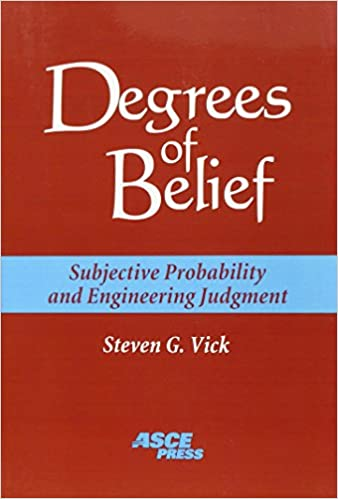 Degrees
of
Belief
Subjective Probability
and Engineering Judgment
Steven G. Vick
ASCE
PRESS